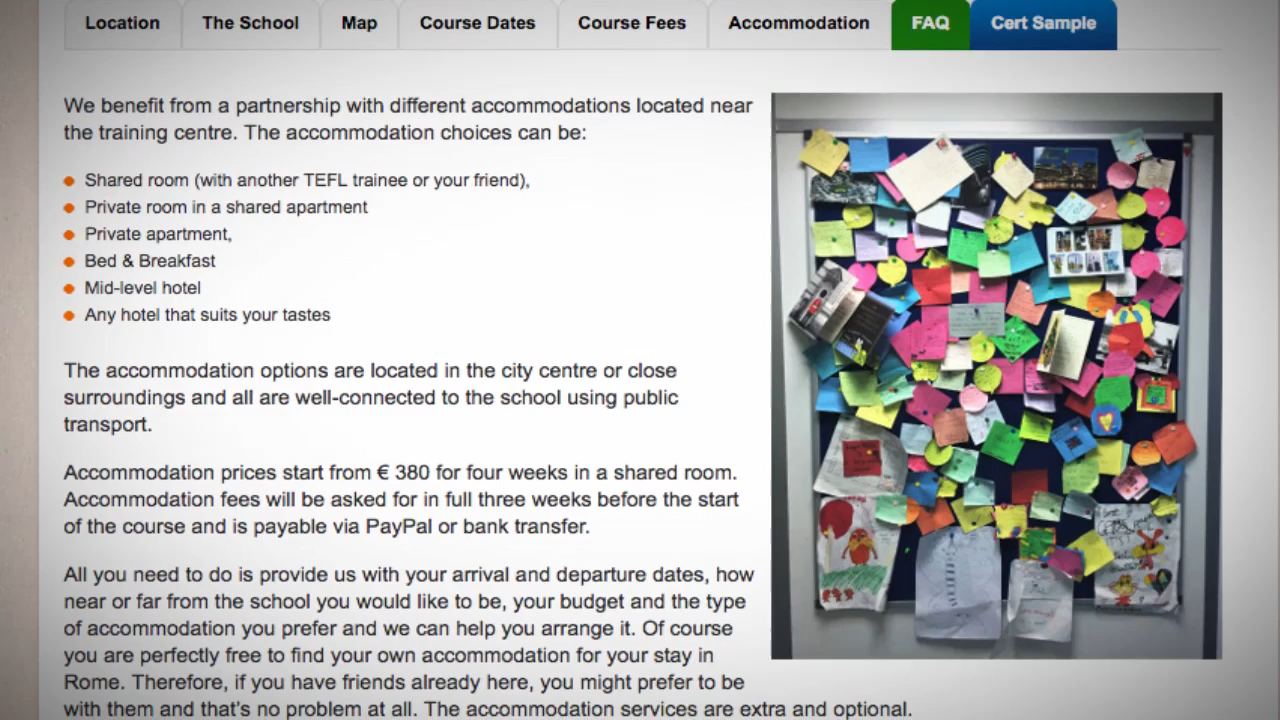 Location The School Map Course Dates Course Fees Accommodation FAQ Cert Sample
We benefit from a partnership with different accommodations located near
the training centre. The accommodation choices can be:
Shared room (with another TEFL trainee or your friend),
Private room in a shared apartment
Private apartment,
Bed & Breakfast
Mid-level hotel
Any hotel that suits your tastes
The accommodation options are located in the city centre or close
surroundings and all are well-connected to the school using public
transport.
Accommodation prices start from € 380 for four weeks in a shared room.
Accommodation fees will be asked for in full three weeks before the start
of the course and is payable via PayPal or bank transfer.
All you need to do is provide us with your arrival and departure dates, how
near or far from the school you would like to be, your budget and the type
of accommodation you prefer and we can help you arrange it. Of course
you are perfectly free to find your own accommodation for your stay in
Rome. Therefore, if you have friends already here, you might prefer to be
with them and that's no problem at all. The accommodation services are extra and optional.